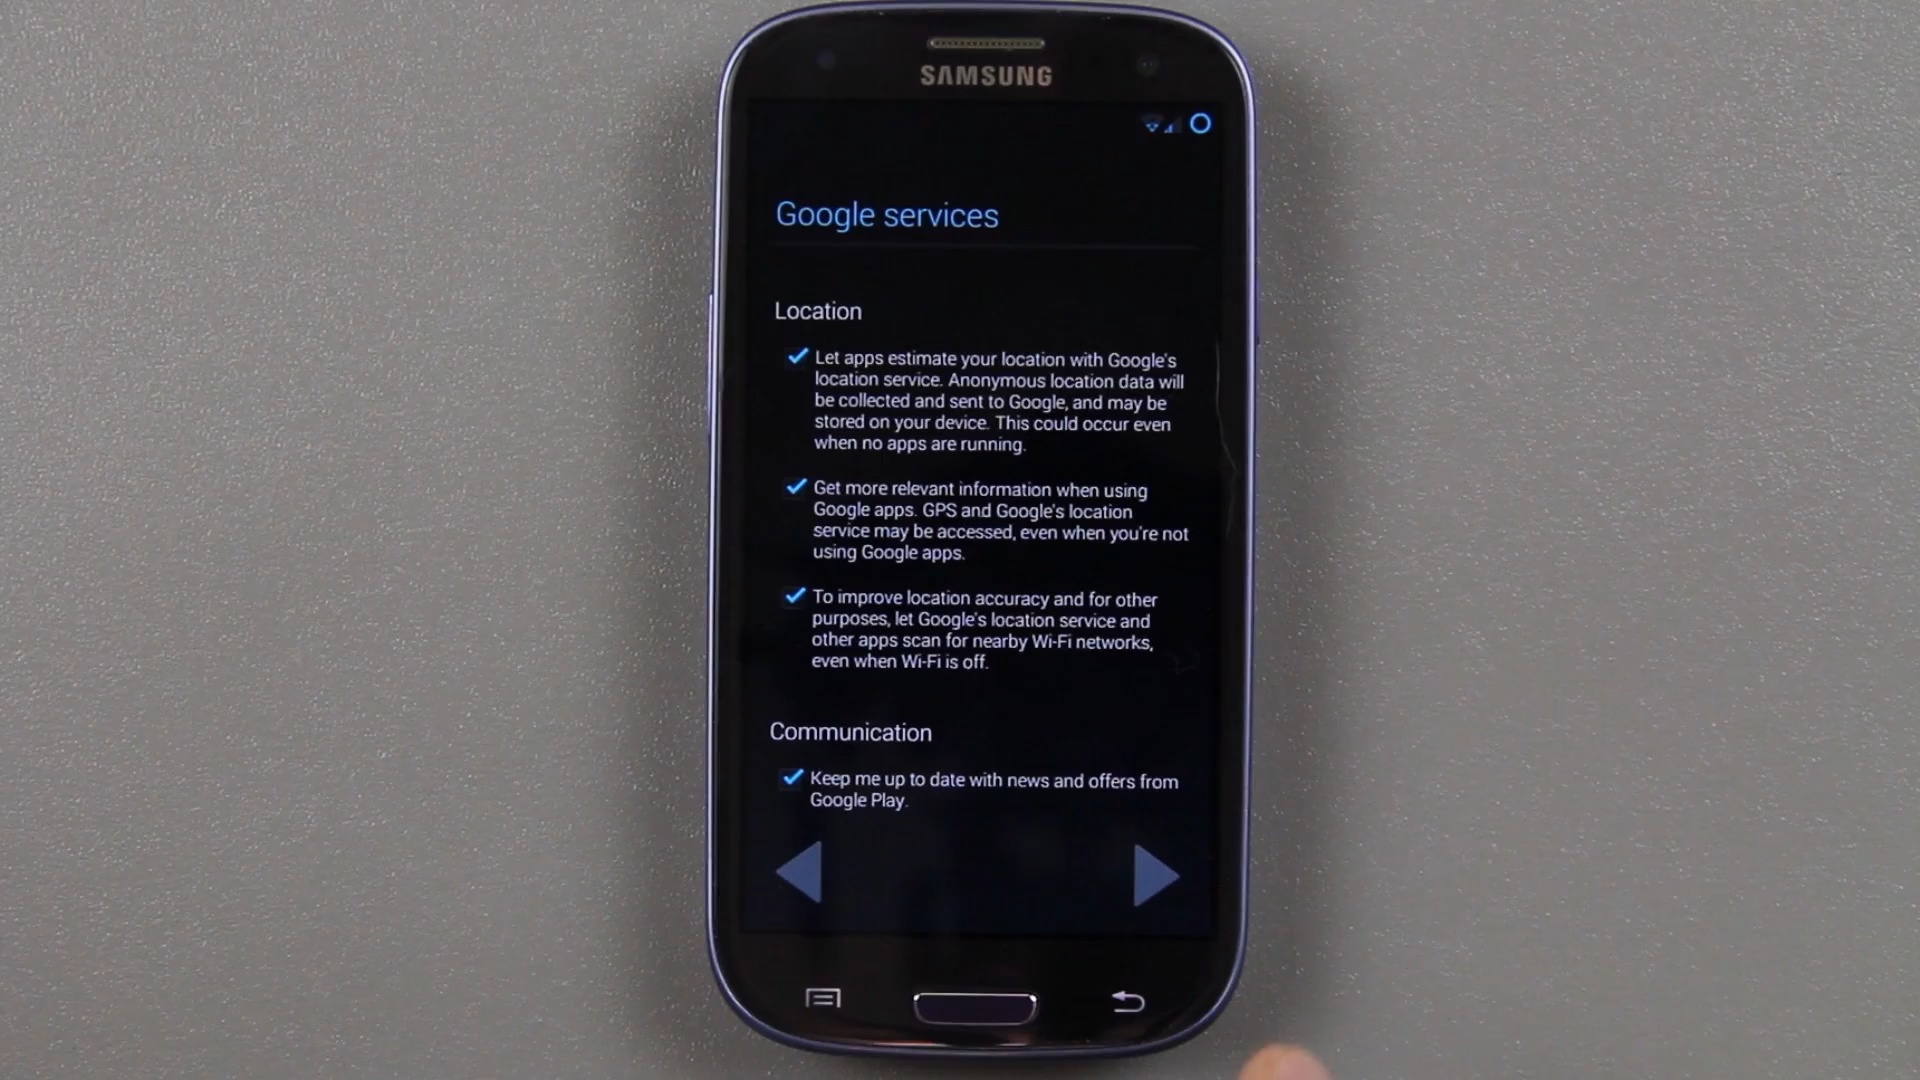 SAMSUNG
Google services
Location
Let apps estimate your location with Google's
location service. Anonymous location data will
be collected and sent to Google, and may be
stored on your device. This could occur even
when no apps are running.
Get more relevant information when using
Google apps. GPS and Google's location
service may be accessed, even when you're not
using Google apps.
To improve location accuracy and for other
purposes, let Google's location service and
other apps scan for nearby Wi-Fi networks,
even when Wi-Fi is off.
Communication
Keep me up to date with news and offers from
Google Play.